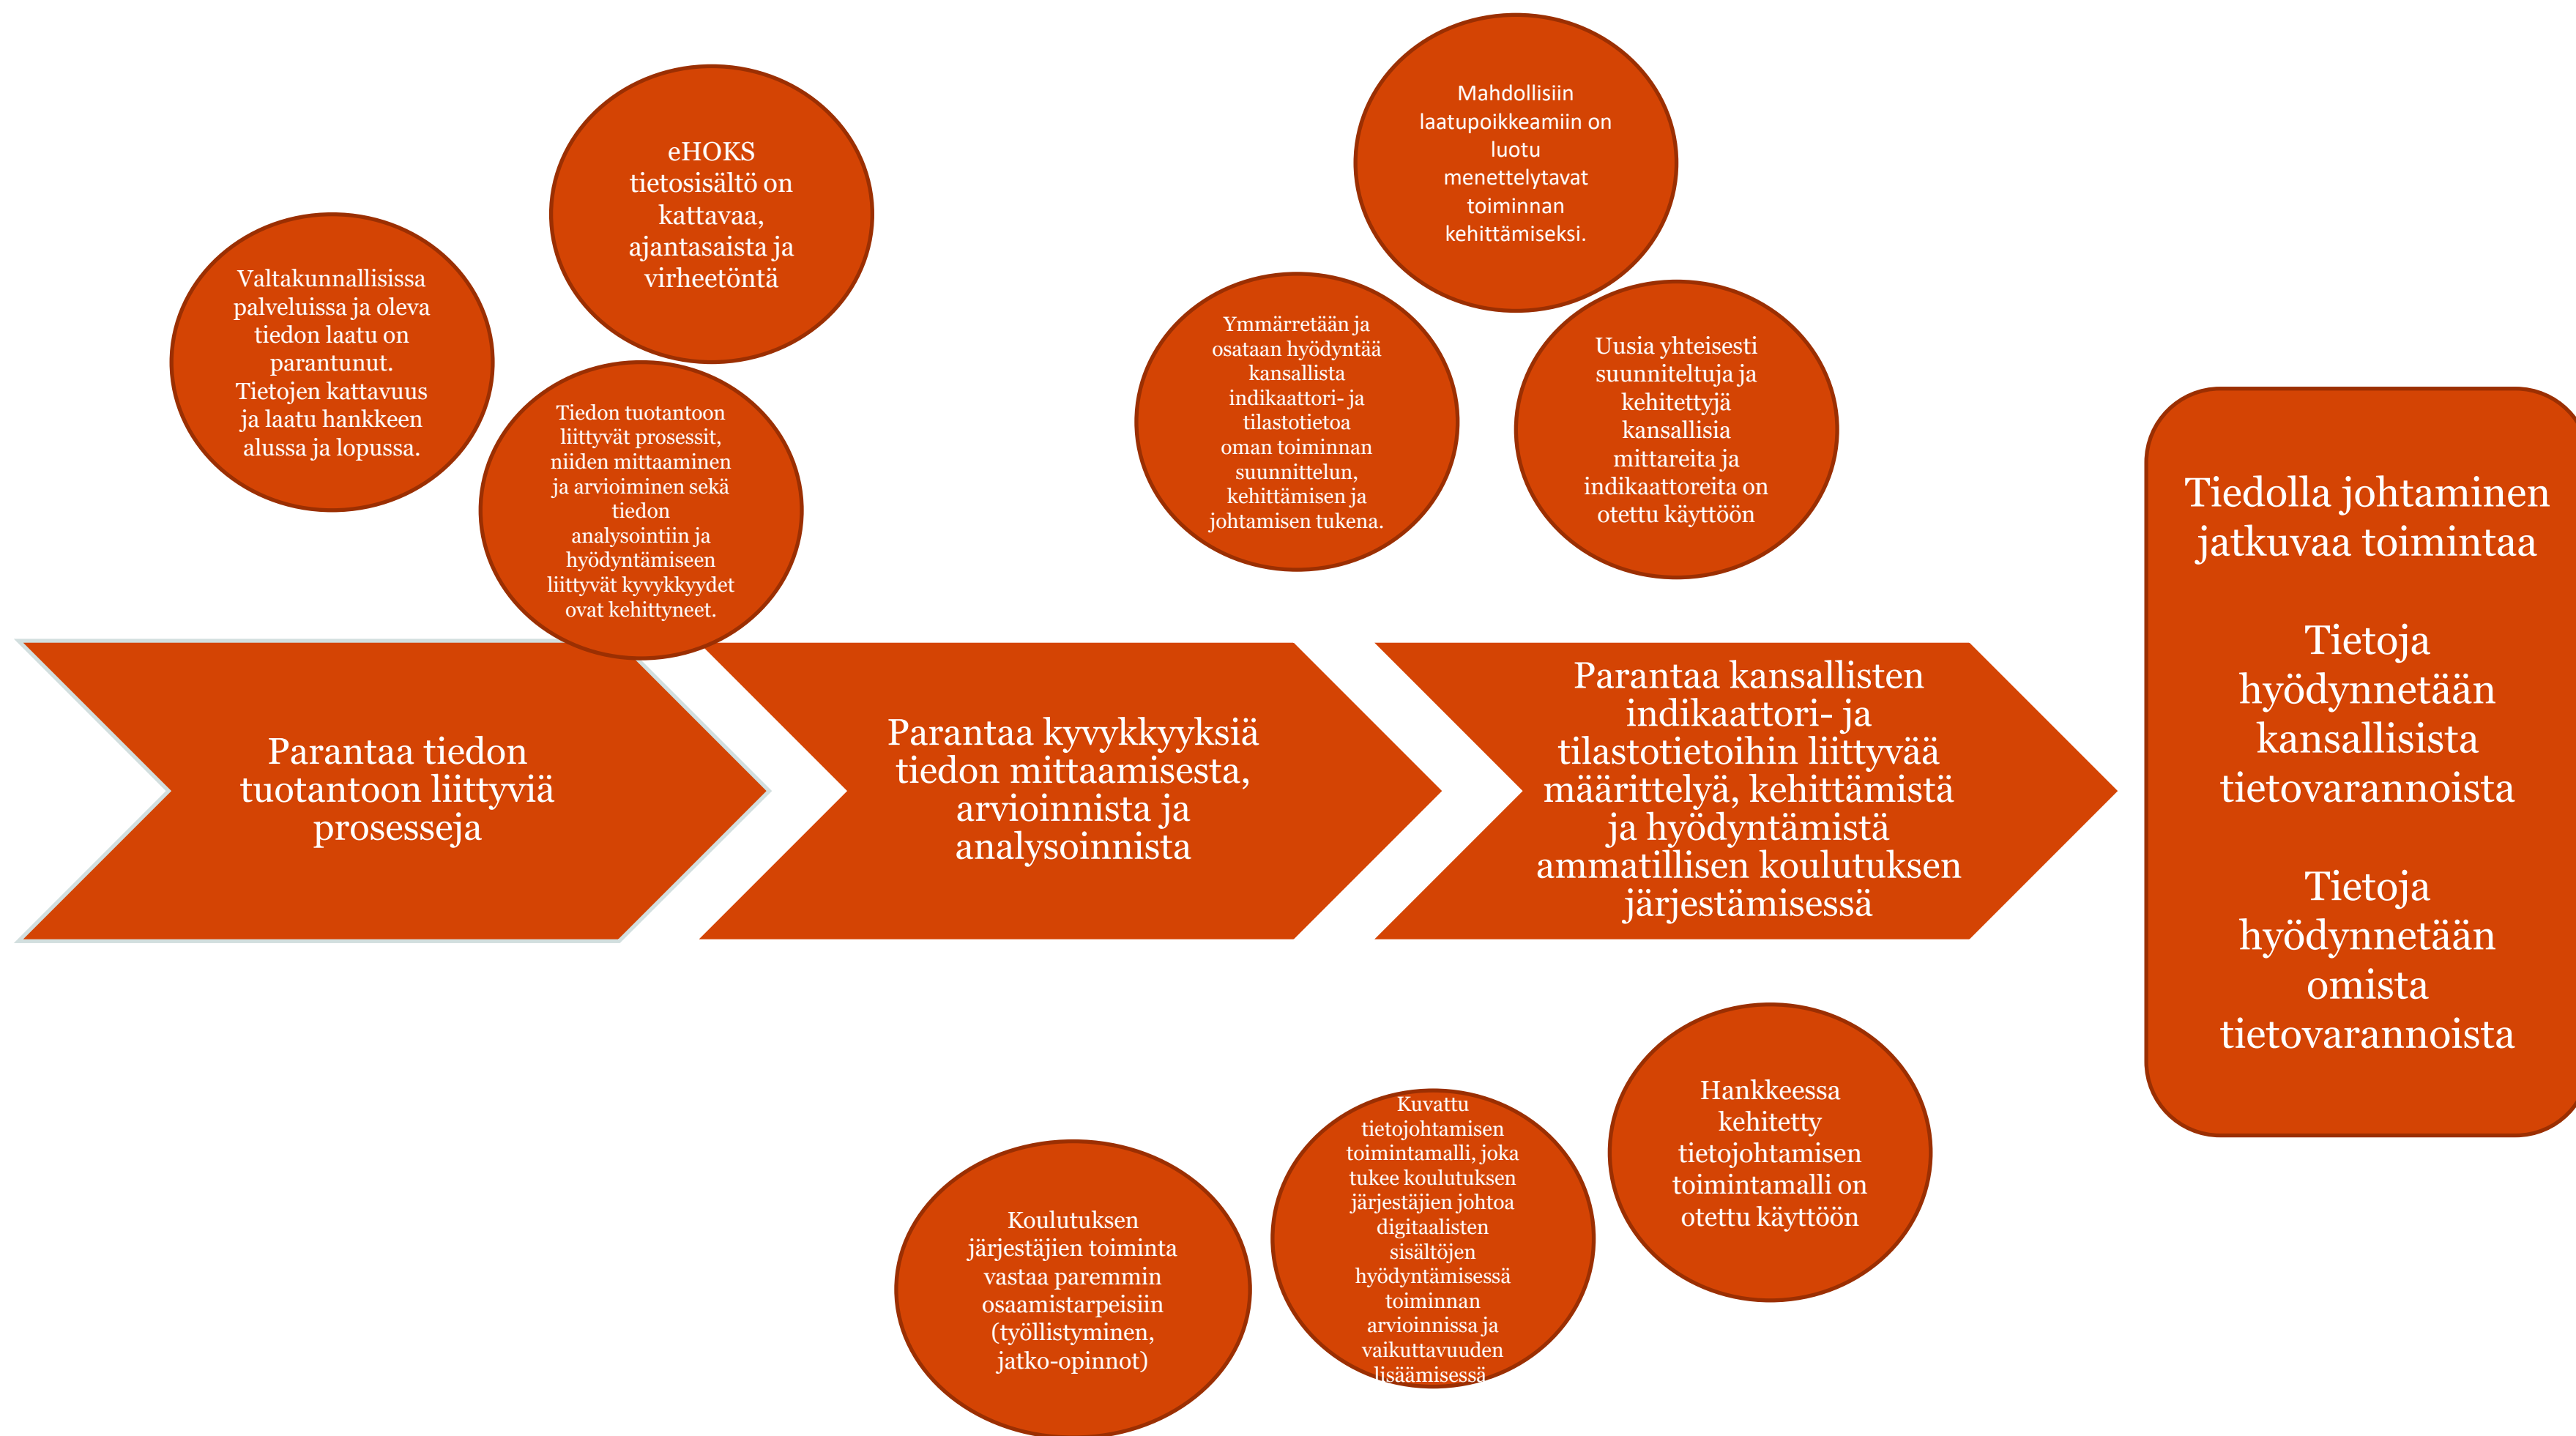 Mahdollisiin
laatupoikkeamiin on
luotu
menettelytavat
toiminnan
kehittämiseksi.
eHOKS
tietosisältö on
kattavaa,
ajantasaista ja
virheetöntä
Valtakunnallisissa
palveluissa ja oleva
tiedon laatu on
parantunut.
Tietojen kattavuus
ja laatu hankkeen
alussa ja lopussa.
Tiedon tuotantoon
liittyvät prosessit,
niiden mittaaminen
ja arvioiminen sekä
tiedon
analysointiin ja
hyödyntämiseen
liittyvät kyvykkyydet
ovat kehittyneet.
Ymmärretään ja
osataan hyödyntää
kansallista
indikaattori- ja
tilastotietoa
oman toiminnan
suunnittelun,
kehittämisen ja
johtamisen tukena.
Uusia yhteisesti
suunniteltuja ja
kehitettyjä
kansallisia
mittareita ja
indikaattoreita on
otettu käyttöön
Parantaa tiedon
tuotantoon liittyviä
prosesseja
Parantaa kyvykkyyksiä
tiedon mittaamisesta,
arvioinnista ja
analysoinnista
Parantaa kansallisten
indikaattori- ja
tilastotietoihin liittyvää
määrittelyä, kehittämistä
ja hyödyntämistä
ammatillisen koulutuksen
järjestämisessä
Tiedolla johtaminen
jatkuvaa toimintaa
Tietoja
hyödynnetään
kansallisista
tietovarannoista
Tietoja
hyödynnetään
omista
tietovarannoista
Koulutuksen
järjestäjien toiminta
vastaa paremmin
osaamistarpeisiin
(työllistyminen,
jatko-opinnot)
Kuvattu
tietojohtamisen
toimintamalli, joka
tukee koulutuksen
järjestäjien johtoa
digitaalisten
sisältöjen
hyödyntämisessä
toiminnan
arvioinnissa ja
vaikuttavuuden
lisäämisessä
Hankkeessa
kehitetty
tietojohtamisen
toimintamalli on
otettu käyttöön